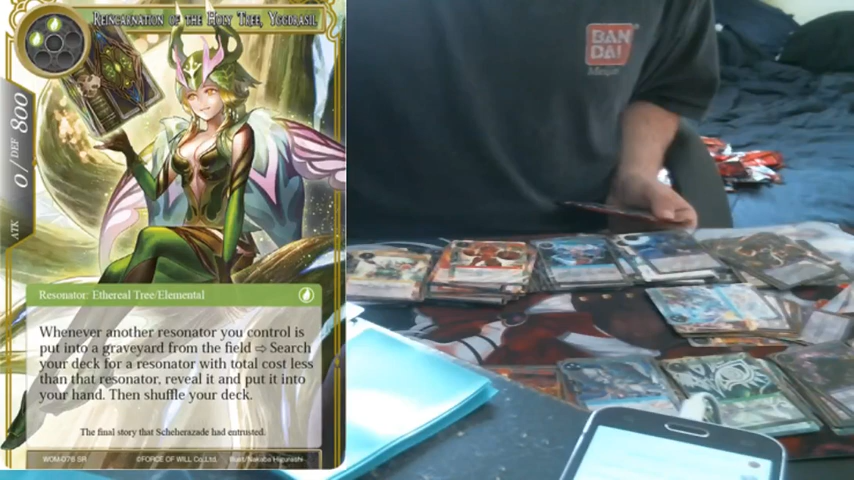 Reincarnation of the Holy Tree, Yggdrasil
ATK 0 / DEF 800
Resonator: Ethereal Tree/Elemental
Whenever another resonator you control is
put into a graveyard from the field ⇨ Search
your deck for a resonator with total cost less
than that resonator, reveal it and put it into
your hand. Then shuffle your deck.
The final story that Scheherazade had entrusted.
WOM-076 SR ©FORCE OF WILL Co.,Ltd.
BAN
DAI